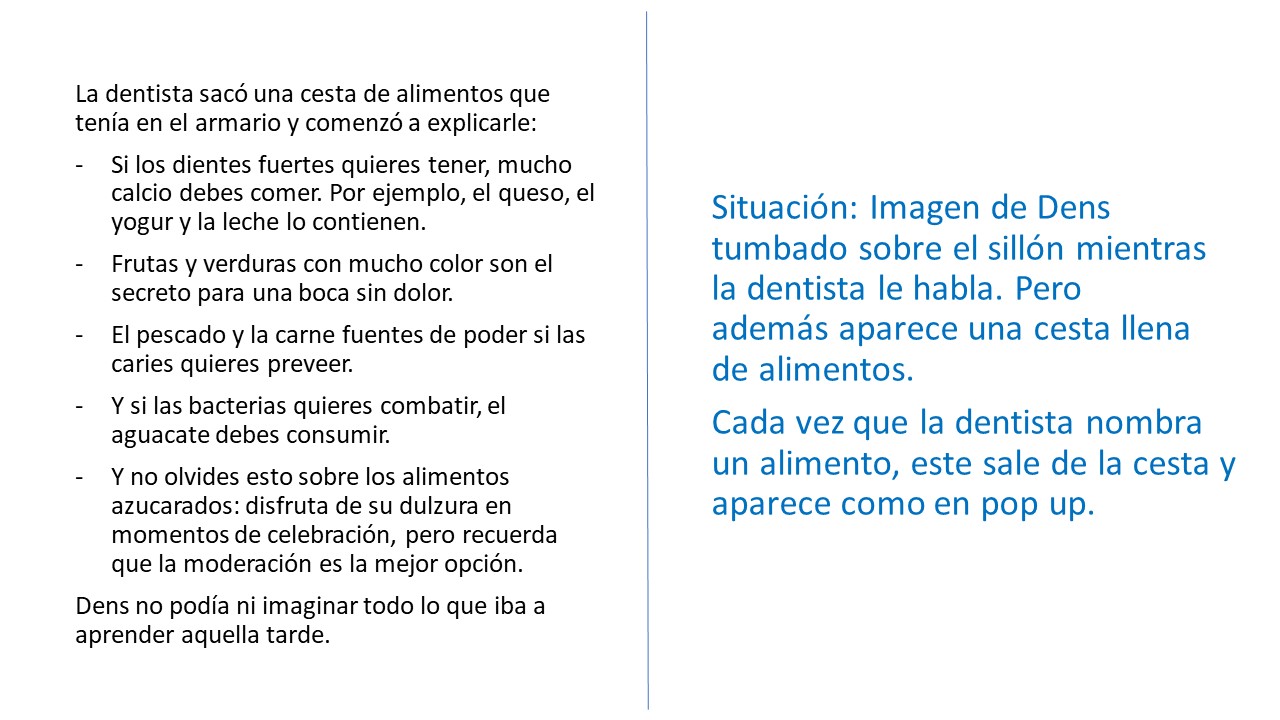 La dentista sacó una cesta de alimentos que
tenía en el armario y comenzó a explicarle:
- Si los dientes fuertes quieres tener, mucho
calcio debes comer. Por ejemplo, el queso, el
yogur y la leche lo contienen.
- Frutas y verduras con mucho color son el
secreto para una boca sin dolor.
- El pescado y la carne fuentes de poder si las
caries quieres preveer.
- Y si las bacterias quieres combatir, el
aguacate debes consumir.
- Y no olvides esto sobre los alimentos
azucarados: disfruta de su dulzura en
momentos de celebración, pero recuerda
que la moderación es la mejor opción.
Dens no podía ni imaginar todo lo que iba a
aprender aquella tarde.
Situación: Imagen de Dens
tumbado sobre el sillón mientras
la dentista le habla. Pero
además aparece una cesta llena
de alimentos.
Cada vez que la dentista nombra
un alimento, este sale de la cesta y
aparece como en pop up.